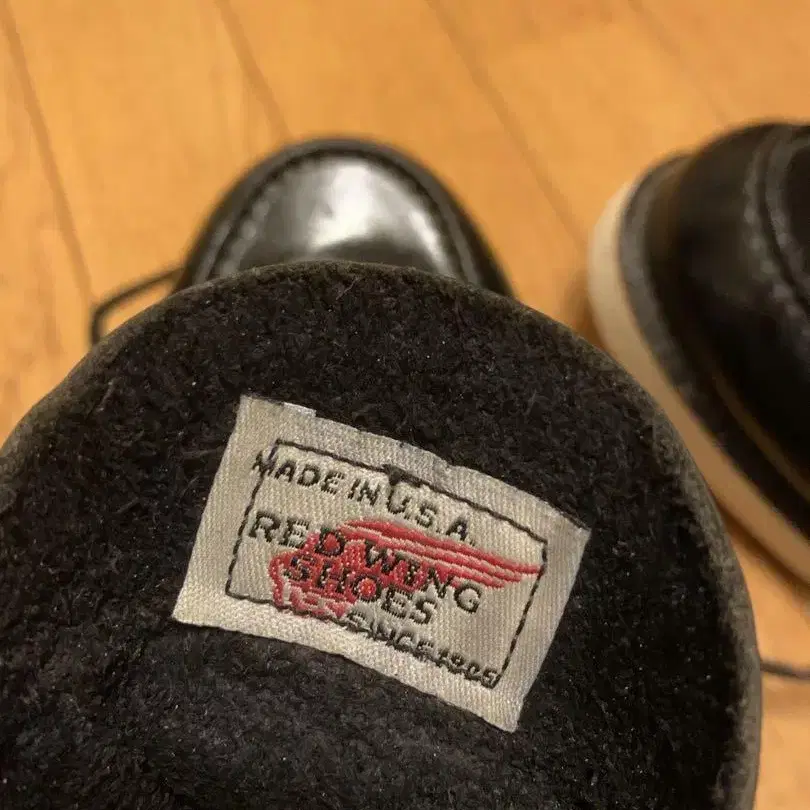 MADE IN U.S.A.
RED WING
SHOES
SINCE 1905